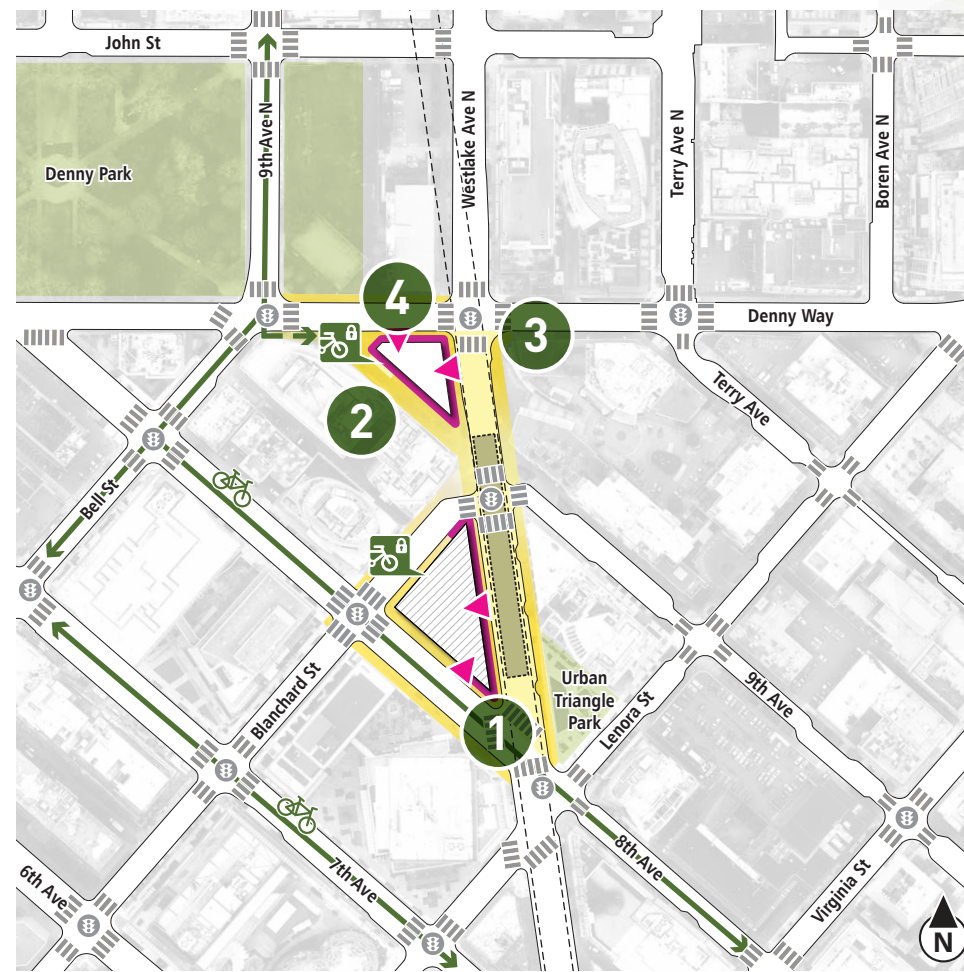 John St
9th Ave N
Westlake Ave N
Terry Ave N
Boren Ave N
Denny Park
4
3
Denny Way
2
Terry Ave
Bell St
Blanchard St
Urban
Triangle
Park
Lenora St
9th Ave
1
8th Ave
7th Ave
6th Ave
Virginia St
N